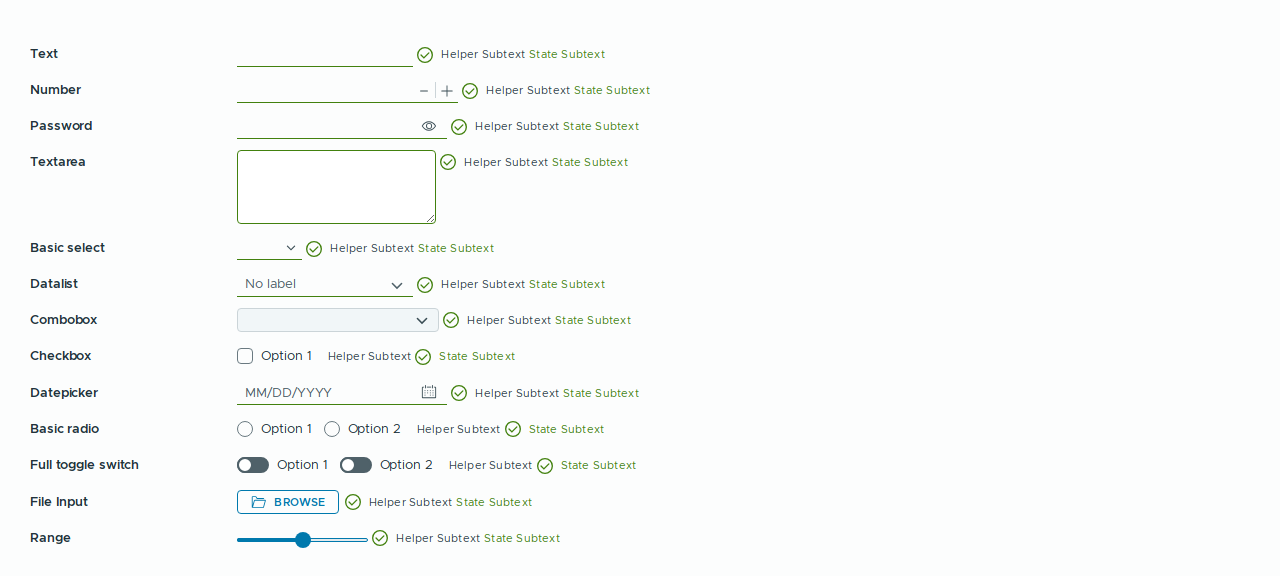 Text Helper Subtext State Subtext
Number Helper Subtext State Subtext
Password Helper Subtext State Subtext
Textarea Helper Subtext State Subtext
Basic select Helper Subtext State Subtext
Datalist No label Helper Subtext State Subtext
Combobox Helper Subtext State Subtext
Checkbox Option 1 Helper Subtext State Subtext
Datepicker MM/DD/YYYY Helper Subtext State Subtext
Basic radio Option 1 Option 2 Helper Subtext State Subtext
Full toggle switch Option 1 Option 2 Helper Subtext State Subtext
File Input BROWSE Helper Subtext State Subtext
Range Helper Subtext State Subtext